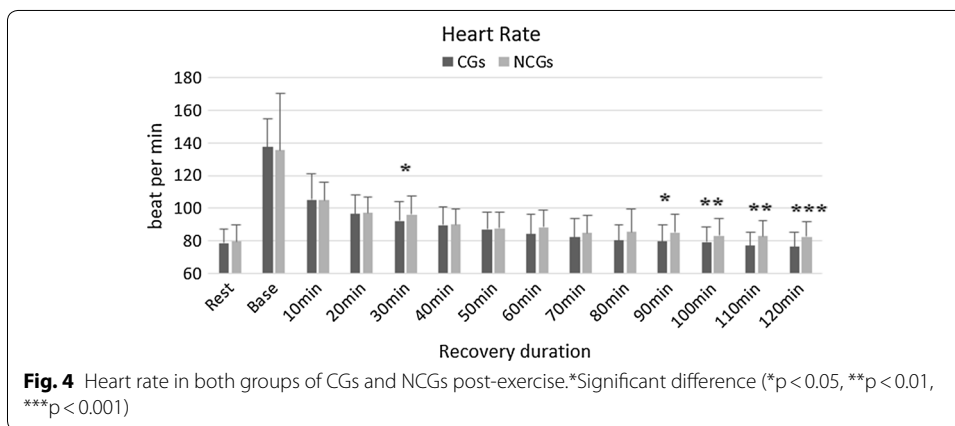 Heart Rate
CGs NCGs
180
160
140
120
100
80
60
beat per min
*
*
**
**
***
Rest
Base
10min
20min
30min
40min
50min
60min
70min
80min
90min
100min
110min
120min
Recovery duration
Fig. 4 Heart rate in both groups of CGs and NCGs post-exercise.*Significant difference (*p < 0.05, **p < 0.01,
***p < 0.001)